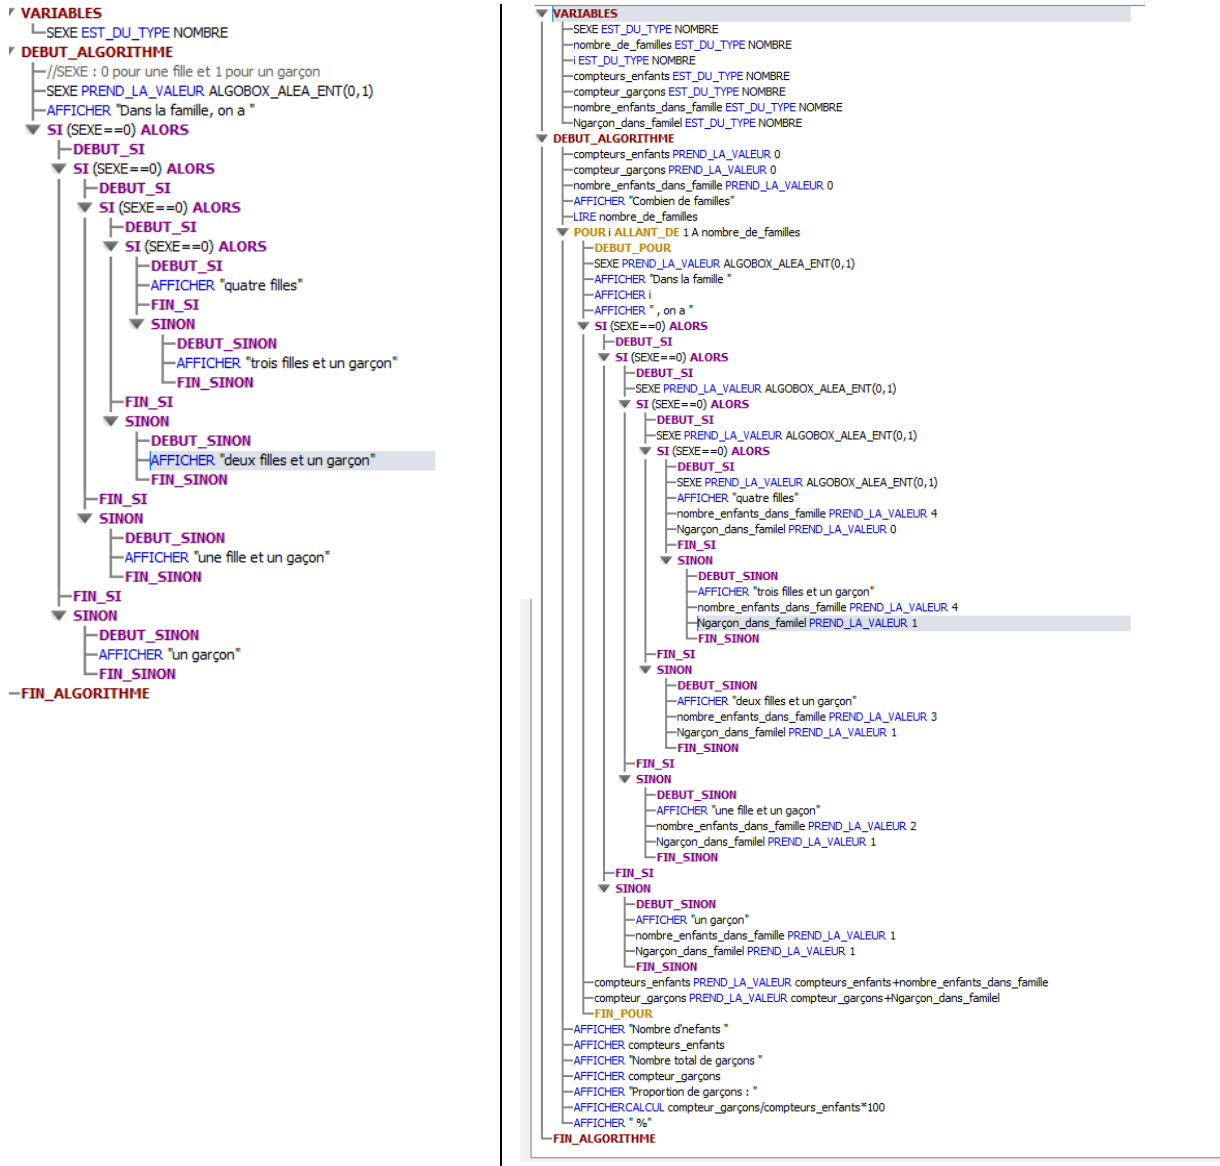 VARIABLES
SEXE EST_DU_TYPE NOMBRE
DEBUT_ALGORITHME
//SEXE : 0 pour une fille et 1 pour un garçon
SEXE PREND_LA_VALEUR ALGOBOX_ALEA_ENT(0,1)
AFFICHER "Dans la famille, on a "
SI (SEXE==0) ALORS
DEBUT_SI
SI (SEXE==0) ALORS
DEBUT_SI
SI (SEXE==0) ALORS
DEBUT_SI
SI (SEXE==0) ALORS
DEBUT_SI
AFFICHER "quatre filles"
FIN_SI
SINON
DEBUT_SINON
AFFICHER "trois filles et un garçon"
FIN_SINON
FIN_SI
SINON
DEBUT_SINON
AFFICHER "deux filles et un garçon"
FIN_SINON
FIN_SI
SINON
DEBUT_SINON
AFFICHER "une fille et un gaçon"
FIN_SINON
FIN_SI
SINON
DEBUT_SINON
AFFICHER "un garçon"
FIN_SINON
FIN_ALGORITHME
VARIABLES
SEXE EST_DU_TYPE NOMBRE
nombre_de_familles EST_DU_TYPE NOMBRE
i EST_DU_TYPE NOMBRE
compteurs_enfants EST_DU_TYPE NOMBRE
compteur_garçons EST_DU_TYPE NOMBRE
nombre_enfants_dans_famille EST_DU_TYPE NOMBRE
Ngarçon_dans_familel EST_DU_TYPE NOMBRE
DEBUT_ALGORITHME
compteurs_enfants PREND_LA_VALEUR 0
compteur_garçons PREND_LA_VALEUR 0
nombre_enfants_dans_famille PREND_LA_VALEUR 0
AFFICHER "Combien de familles"
LIRE nombre_de_familles
POUR i ALLANT_DE 1 A nombre_de_familles
DEBUT_POUR
SEXE PREND_LA_VALEUR ALGOBOX_ALEA_ENT(0,1)
AFFICHER "Dans la famille "
AFFICHER i
AFFICHER " , on a "
SI (SEXE==0) ALORS
DEBUT_SI
SI (SEXE==0) ALORS
DEBUT_SI
SEXE PREND_LA_VALEUR ALGOBOX_ALEA_ENT(0,1)
SI (SEXE==0) ALORS
DEBUT_SI
SEXE PREND_LA_VALEUR ALGOBOX_ALEA_ENT(0,1)
SI (SEXE==0) ALORS
DEBUT_SI
SEXE PREND_LA_VALEUR ALGOBOX_ALEA_ENT(0,1)
AFFICHER "quatre filles"
nombre_enfants_dans_famille PREND_LA_VALEUR 4
Ngarçon_dans_familel PREND_LA_VALEUR 0
FIN_SI
SINON
DEBUT_SINON
AFFICHER "trois filles et un garçon"
nombre_enfants_dans_famille PREND_LA_VALEUR 4
Ngarçon_dans_familel PREND_LA_VALEUR 1
FIN_SINON
FIN_SI
SINON
DEBUT_SINON
AFFICHER "deux filles et un garçon"
nombre_enfants_dans_famille PREND_LA_VALEUR 3
Ngarçon_dans_familel PREND_LA_VALEUR 1
FIN_SINON
FIN_SI
SINON
DEBUT_SINON
AFFICHER "une fille et un gaçon"
nombre_enfants_dans_famille PREND_LA_VALEUR 2
Ngarçon_dans_familel PREND_LA_VALEUR 1
FIN_SINON
FIN_SI
SINON
DEBUT_SINON
AFFICHER "un garçon"
nombre_enfants_dans_famille PREND_LA_VALEUR 1
Ngarçon_dans_familel PREND_LA_VALEUR 1
FIN_SINON
compteurs_enfants PREND_LA_VALEUR compteurs_enfants+nombre_enfants_dans_famille
compteur_garçons PREND_LA_VALEUR compteur_garçons+Ngarçon_dans_familel
FIN_POUR
AFFICHER "Nombre d'nefants "
AFFICHER compteurs_enfants
AFFICHER "Nombre total de garçons "
AFFICHER compteur_garçons
AFFICHER "Proportion de garçons : "
AFFICHERCALCUL compteur_garçons/compteurs_enfants*100
AFFICHER " %"
FIN_ALGORITHME